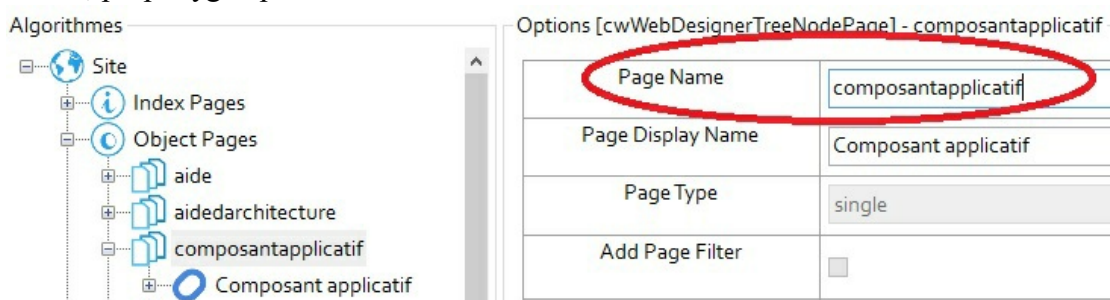 Algorithmes
Site
Index Pages
Object Pages
aide
aidedarchitecture
composantapplicatif
Composant applicatif
Options [cwWebDesignerTreeNodePage] - composantapplicatif
Page Name
composantapplicatif
Page Display Name
Composant applicatif
Page Type
single
Add Page Filter